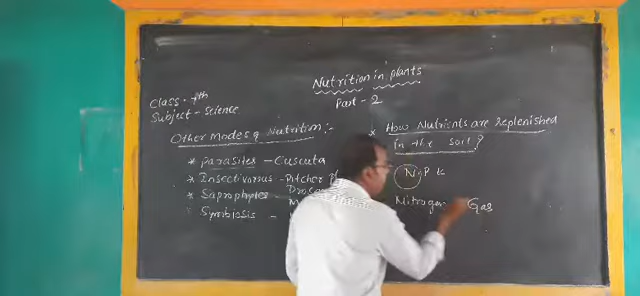 Nutrition in plants
Part - 2
Class - 7th
Subject - Science
Other Modes of Nutrition :-
* Parasites - Cuscuta
* Insectivorus - Pitcher
* Saprophytes -
* Symbiosis -
* How Nutrients are replenished
in the soil?
N P K
Nitrogen Gas